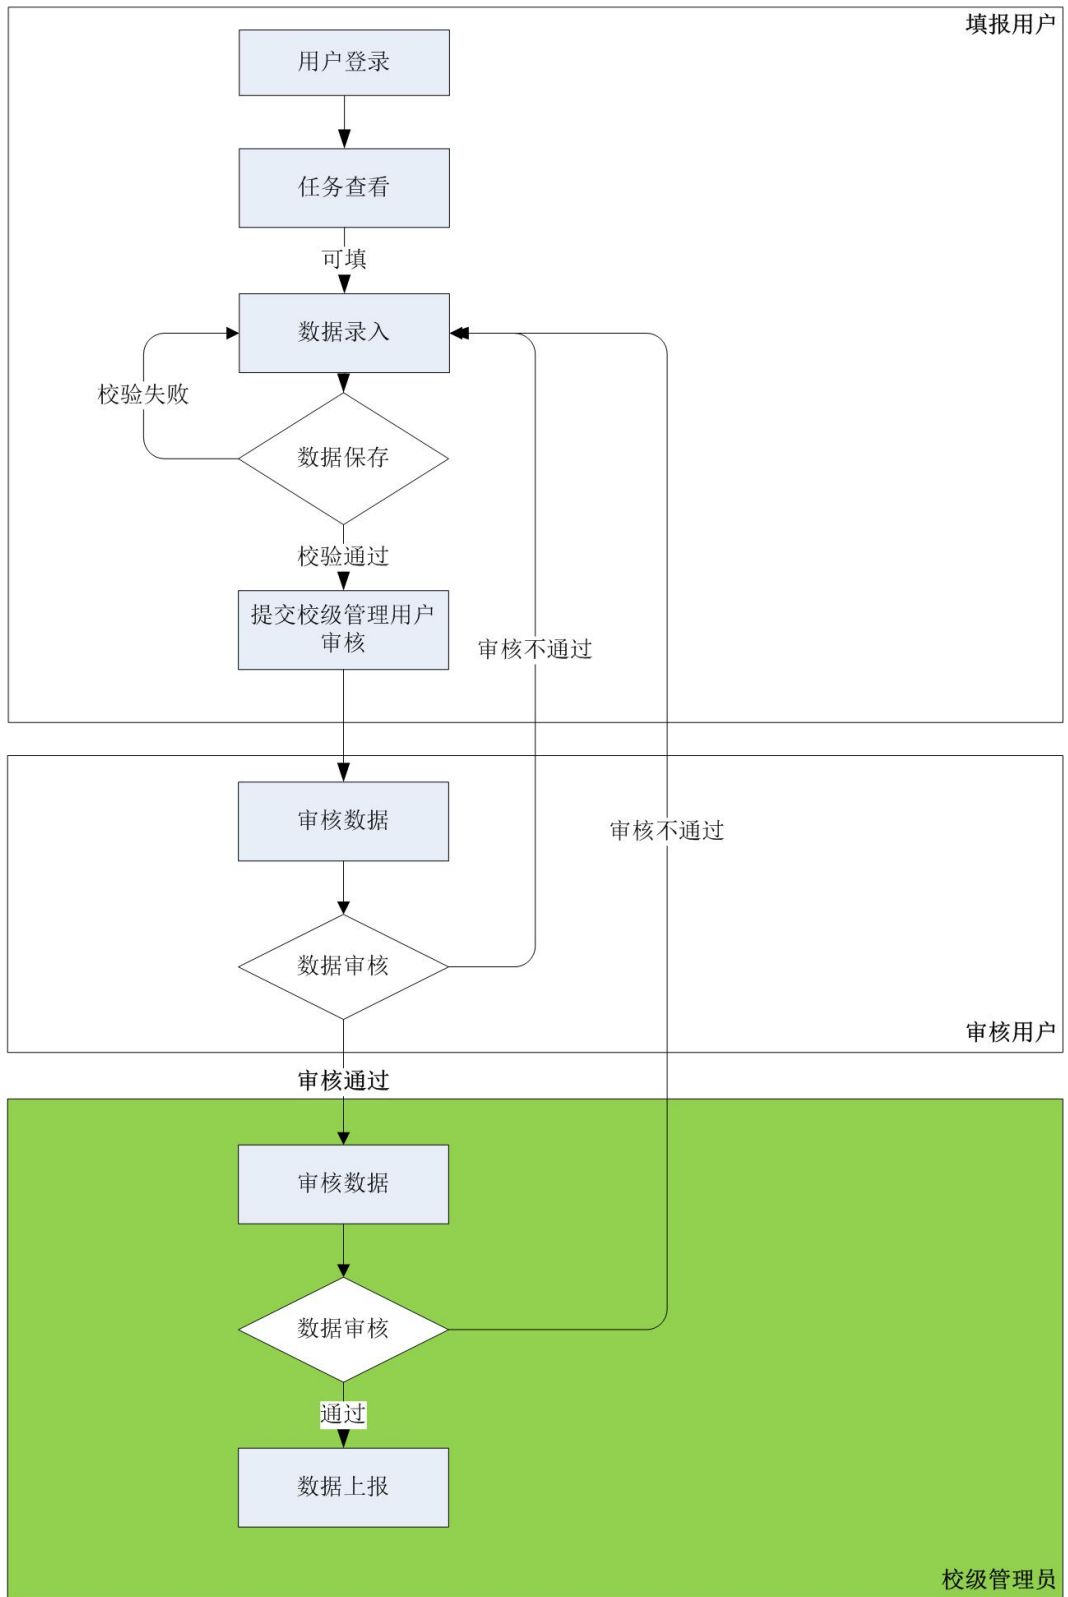 填报用户
用户登录
任务查看
可填
数据录入
校验失败
数据保存
校验通过
提交校级管理用户
审核
审核不通过
审核数据
审核不通过
数据审核
审核用户
审核通过
审核数据
数据审核
通过
数据上报
校级管理员